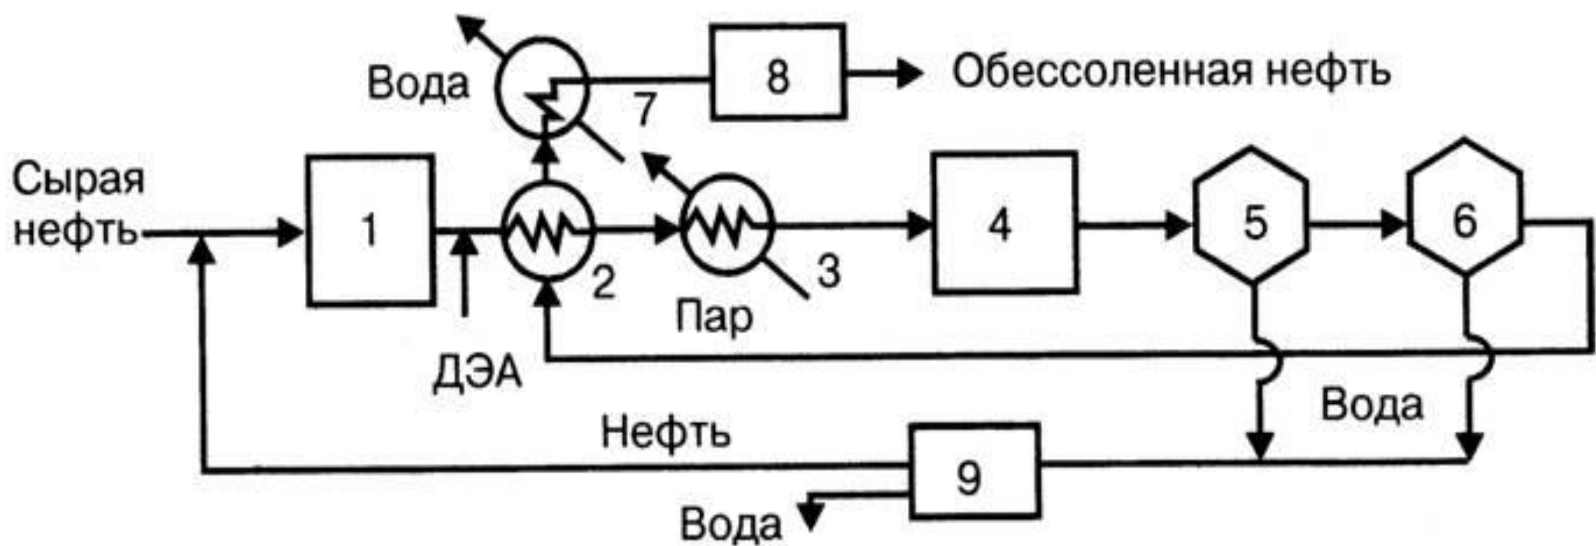 Вода
7
8
Обессоленная нефть
Сырая
нефть
1
2
3
4
5
6
Пар
ДЭА
Нефть
Вода
9
Вода